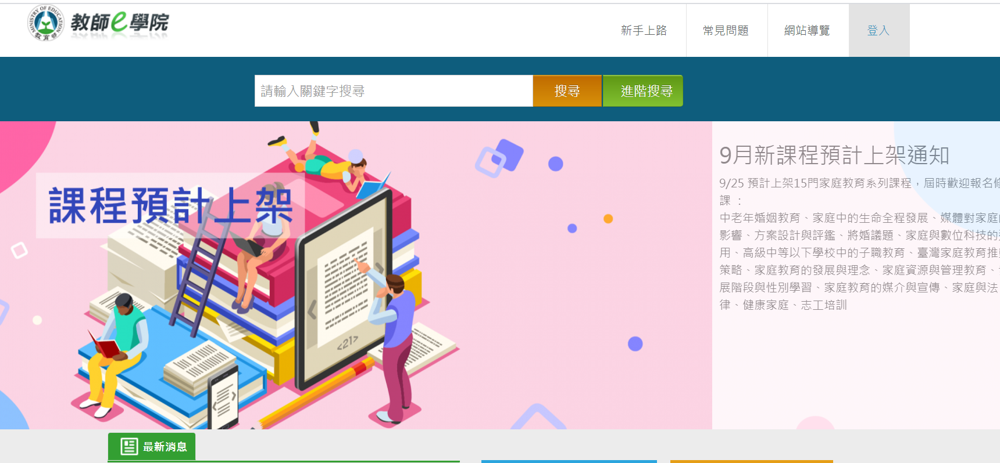 MINISTRY OF EDUCATION
教育部
教師e學院
新手上路
常見問題
網站導覽
登入
請輸入關鍵字搜尋
搜尋
進階搜尋
課程預計上架
<21>
9月新課程預計上架通知
9/25 預計上架15門家庭教育系列課程，屆時歡迎報名修
課 ：
中老年婚姻教育、家庭中的生命全程發展、媒體對家庭
影響、方案設計與評鑑、將婚議題、家庭與數位科技的
用、高級中等以下學校中的子職教育、臺灣家庭教育推
策略、家庭教育的發展與理念、家庭資源與管理教育、
展階段與性別學習、家庭教育的媒介與宣傳、家庭與法
律、健康家庭、志工培訓
最新消息